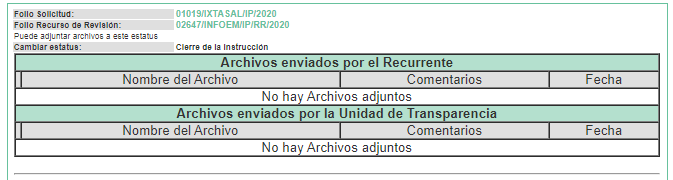 Folio Solicitud: 01019/IXTASAL/IP/2020
Folio Recurso de Revisión: 02647/INFOEM/IP/RR/2020
Puede adjuntar archivos a este estatus
Cambiar estatus: Cierre de la Instrucción
Archivos enviados por el Recurrente
Nombre del Archivo Comentarios Fecha
No hay Archivos adjuntos
Archivos enviados por la Unidad de Transparencia
Nombre del Archivo Comentarios Fecha
No hay Archivos adjuntos